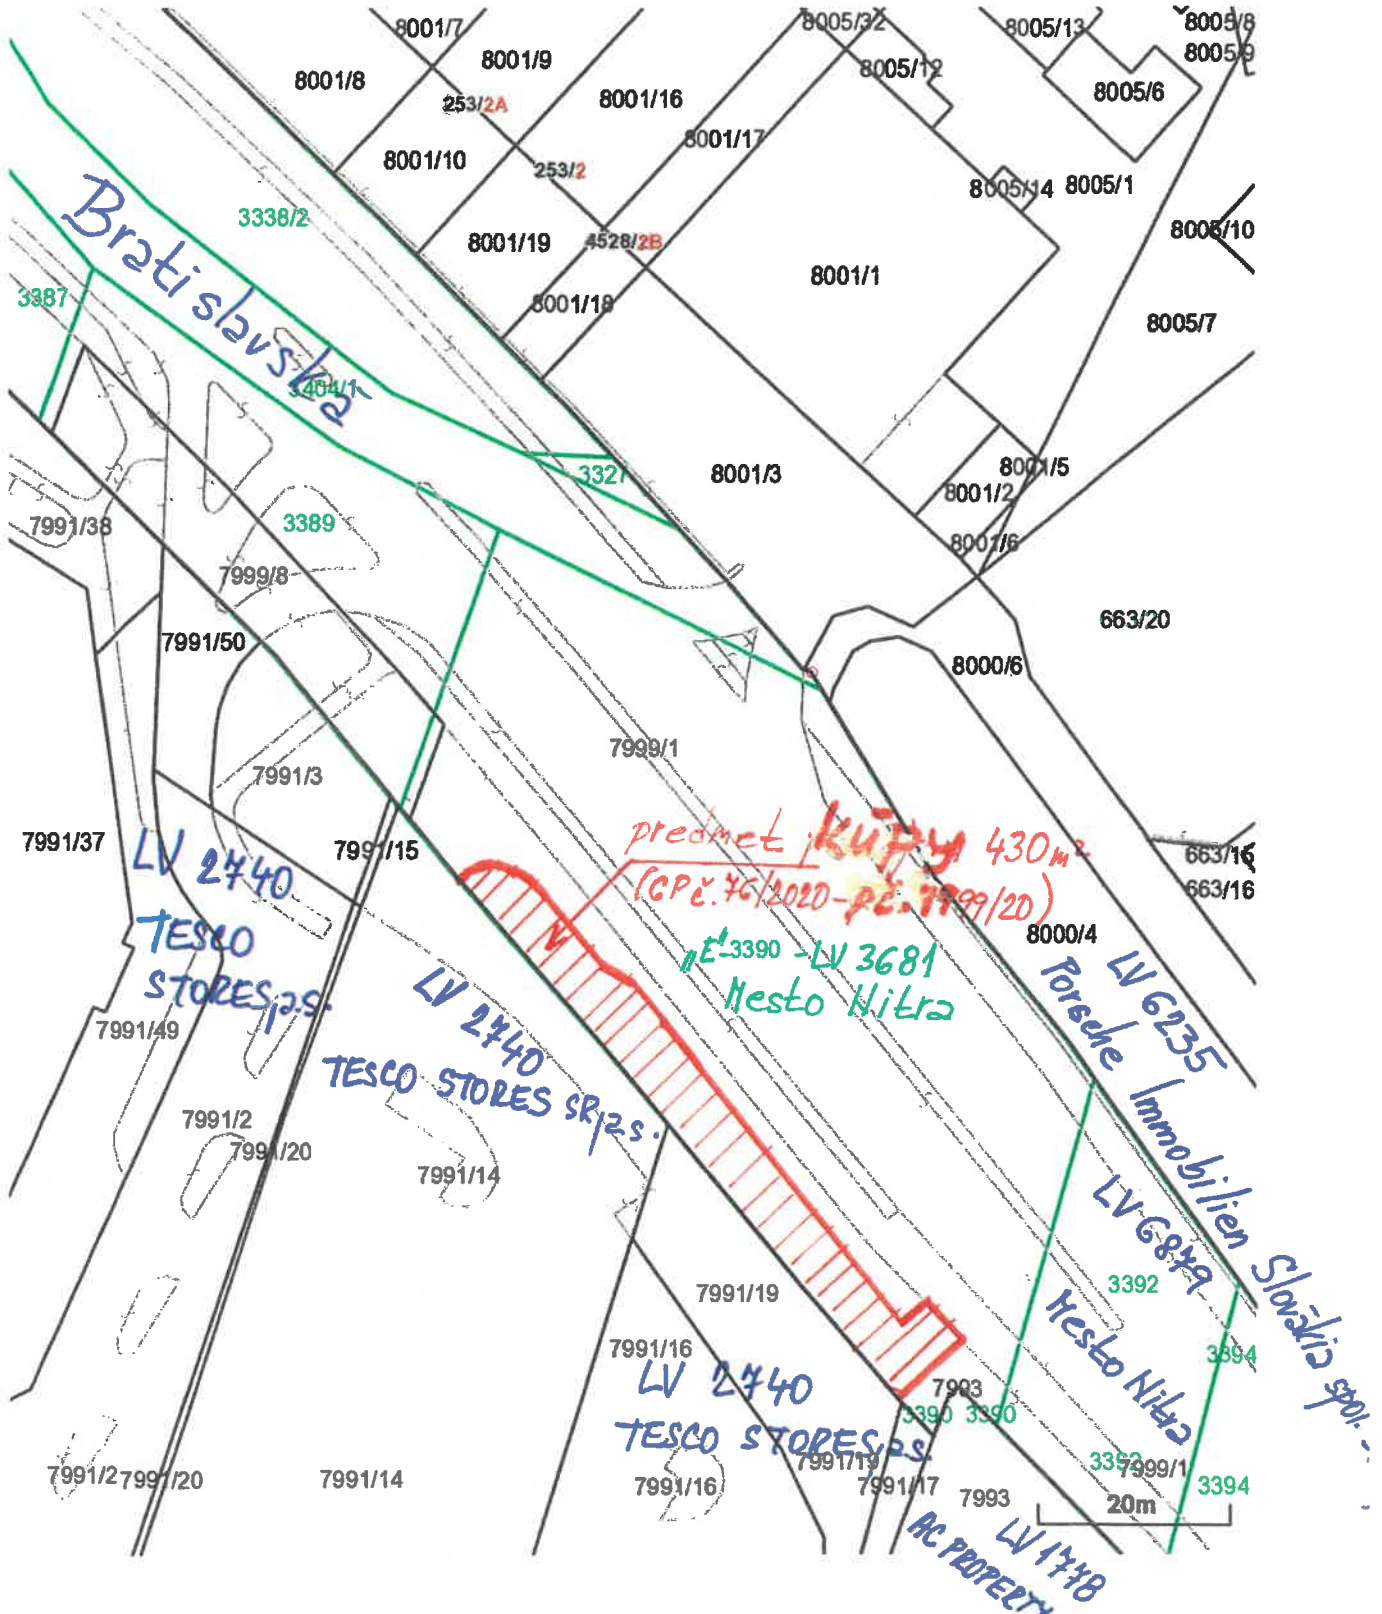 8001/7
8005/32
8005/13
8005/8
8005/9
8001/8
8001/9
8005/12
8005/6
253/2A
8001/16
8001/17
8001/10
253/2
8005/14
8005/1
3338/2
Bratislavská
8001/19
4528/2B
8005/10
8001/1
3387
8001/18
8005/7
3404/1
3327
8001/3
8001/5
8001/2
7991/38
3389
8001/6
7999/8
663/20
7991/50
8000/6
7999/1
7991/3
7991/37
7991/15
predmet kúpy 430m²
(GP č. 76/2020 - pč. 7999/20)
663/16
663/16
LV 2740
TESCO
STORES, a.s.
8000/4
"E" 3390 - LV 3681
Mesto Nitra
LV 6235
Porsche Immobilien Slovakia spol.
LV 2740
TESCO STORES SR, a.s.
7991/49
7991/2
7991/20
7991/14
LV 6879
Mesto Nitra
3392
7991/19
7991/16
3394
LV 2740
TESCO STORES, a.s.
7993
3390
3390
7991/2
7991/20
7991/14
7991/16
7991/19
7991/17
7993
3392
7999/1
3394
20m
LV 1778
AC PROPERTY